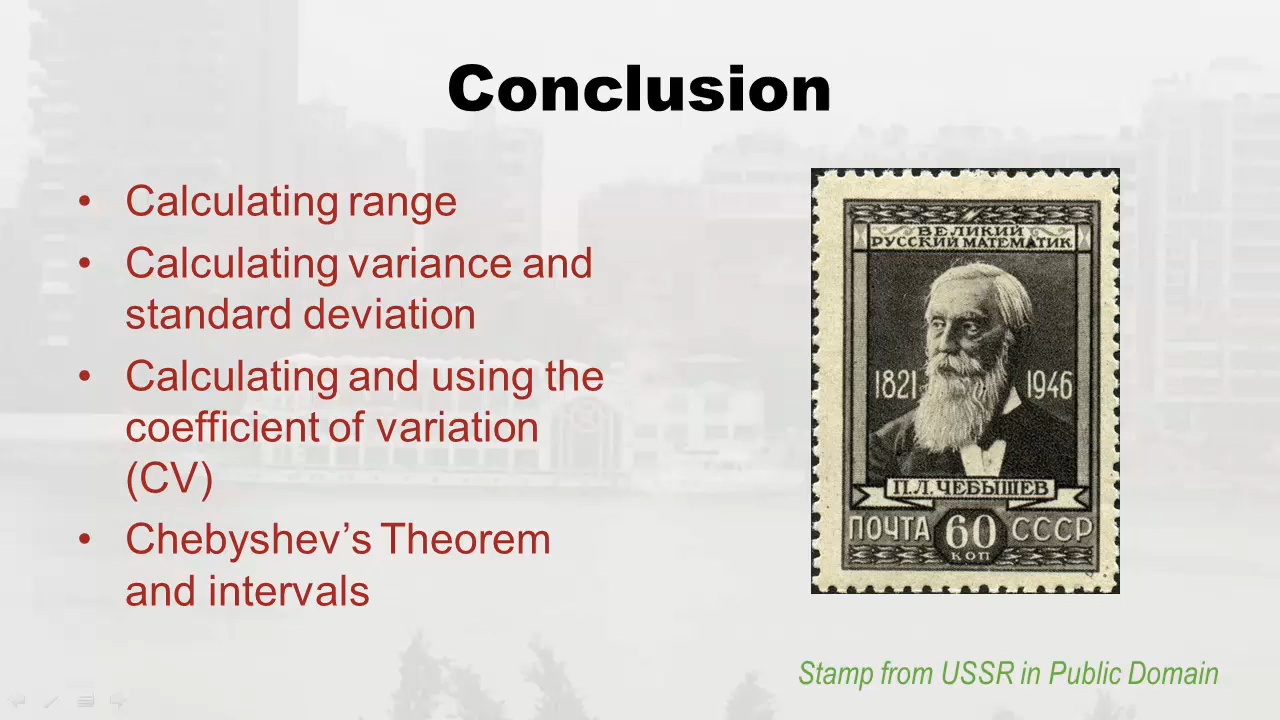 Conclusion
• Calculating range
• Calculating variance and
standard deviation
• Calculating and using the
coefficient of variation
(CV)
• Chebyshev’s Theorem
and intervals
ВЕЛИКИЙ
РУССКИЙ МАТЕМАТИК
1821 1946
П.Л.ЧЕБЫШЕВ
ПОЧТА 60 СССР
КОП
Stamp from USSR in Public Domain